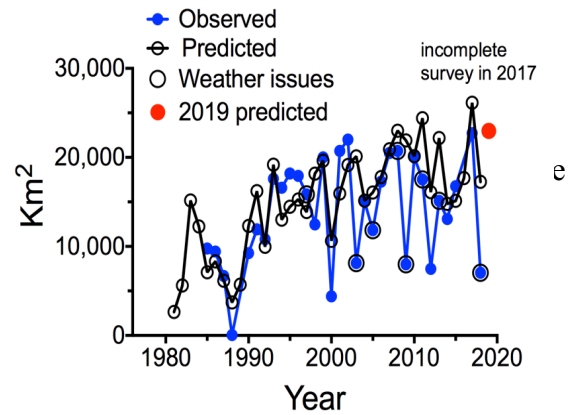 Observed
Predicted
Weather issues
2019 predicted
incomplete
survey in 2017
30,000
20,000
10,000
0
Km²
1980
1990
2000
2010
2020
Year
e